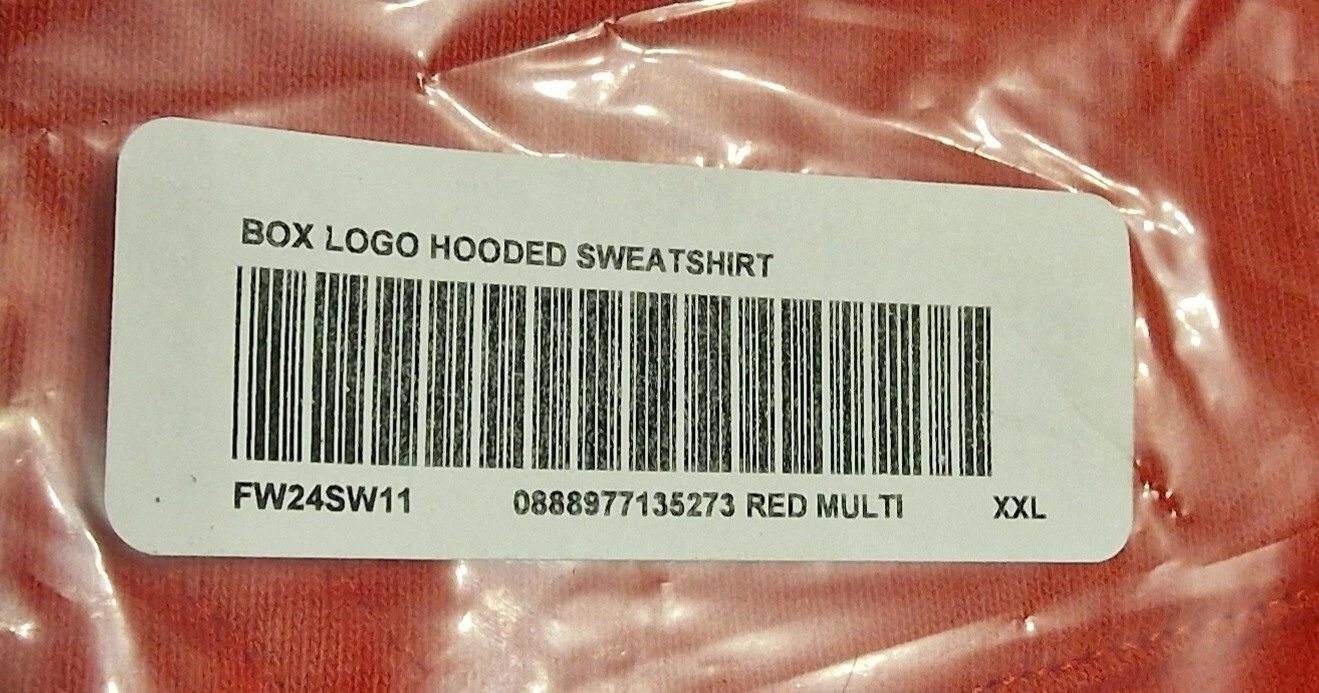 BOX LOGO HOODED SWEATSHIRT
FW24SW11 0888977135273 RED MULTI XXL